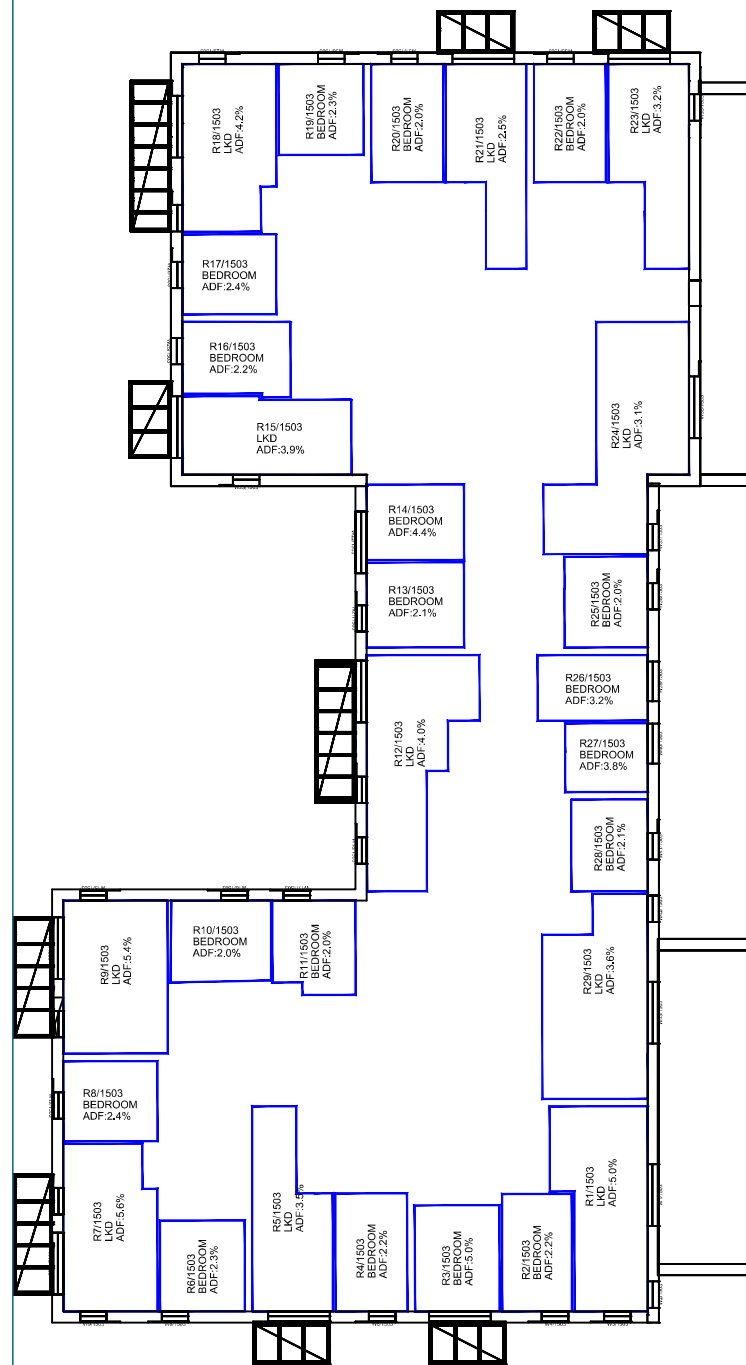 R18/1503
LKD
ADF:4.2%
R19/1503
BEDROOM
ADF:2.3%
R20/1503
BEDROOM
ADF:2.0%
R21/1503
LKD
ADF:2.5%
R22/1503
BEDROOM
ADF:2.0%
R23/1503
LKD
ADF:3.2%
R17/1503
BEDROOM
ADF:2.4%
R16/1503
BEDROOM
ADF:2.2%
R15/1503
LKD
ADF:3.9%
R24/1503
LKD
ADF:3.1%
R14/1503
BEDROOM
ADF:4.4%
R13/1503
BEDROOM
ADF:2.1%
R25/1503
BEDROOM
ADF:2.0%
R12/1503
LKD
ADF:4.0%
R26/1503
BEDROOM
ADF:3.2%
R27/1503
BEDROOM
ADF:3.8%
R28/1503
BEDROOM
ADF:2.1%
R9/1503
LKD
ADF:5.4%
R10/1503
BEDROOM
ADF:2.0%
R11/1503
BEDROOM
ADF:2.0%
R29/1503
LKD
ADF:3.6%
R8/1503
BEDROOM
ADF:2.4%
R7/1503
LKD
ADF:5.6%
R6/1503
BEDROOM
ADF:2.3%
R5/1503
LKD
ADF:3.5%
R4/1503
BEDROOM
ADF:2.2%
R3/1503
BEDROOM
ADF:5.0%
R2/1503
BEDROOM
ADF:2.2%
R1/1503
LKD
ADF:5.0%